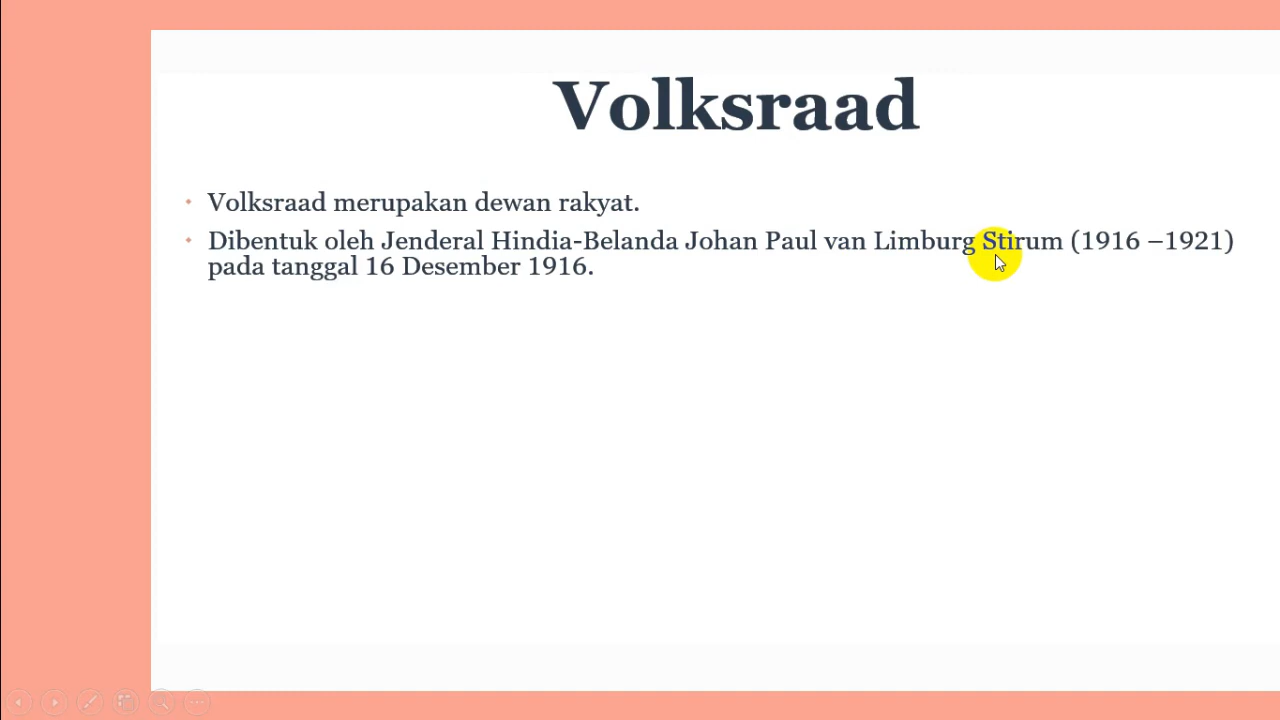 Volksraad
• Volksraad merupakan dewan rakyat.
• Dibentuk oleh Jenderal Hindia-Belanda Johan Paul van Limburg Stirum (1916 –1921)
pada tanggal 16 Desember 1916.